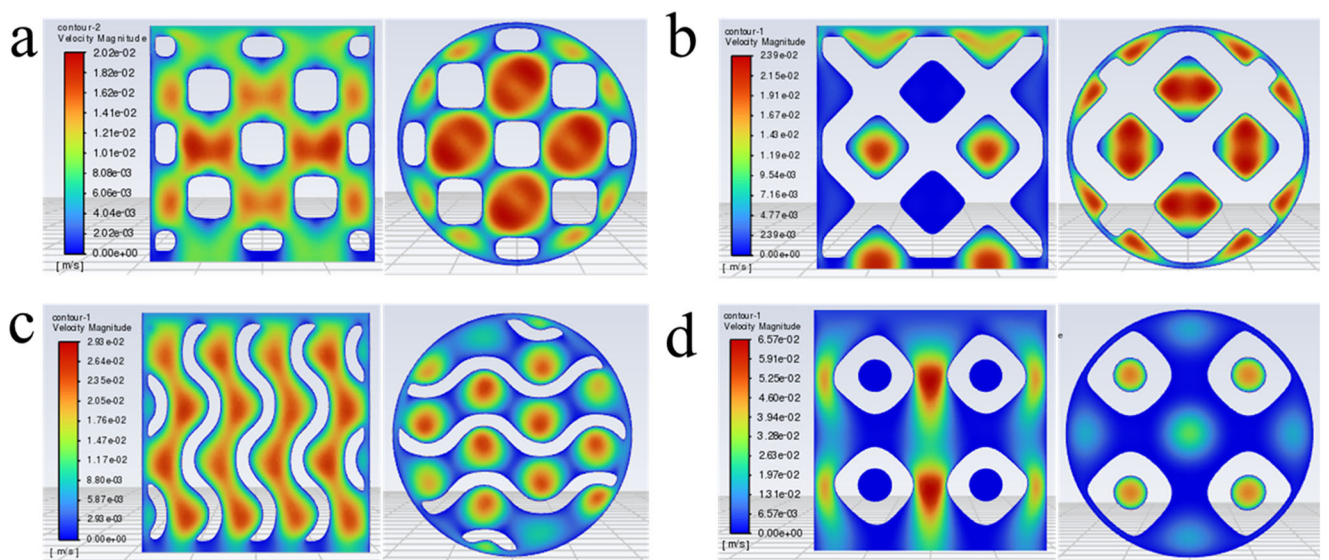 a
contour-2
Velocity Magnitude
2.02e-02
1.82e-02
1.62e-02
1.41e-02
1.21e-02
1.01e-02
8.08e-03
6.06e-03
4.04e-03
2.02e-03
0.00e+00
[ m/s ]
b
contour-1
Velocity Magnitude
2.39e-02
2.15e-02
1.91e-02
1.67e-02
1.43e-02
1.19e-02
9.54e-03
7.16e-03
4.77e-03
2.39e-03
0.00e+00
[ m/s ]
c
contour-1
Velocity Magnitude
2.93e-02
2.64e-02
2.35e-02
2.05e-02
1.76e-02
1.47e-02
1.17e-02
8.80e-03
5.87e-03
2.93e-03
0.00e+00
[ m/s ]
d
contour-1
Velocity Magnitude
6.57e-02
5.91e-02
5.25e-02
4.60e-02
3.94e-02
3.28e-02
2.63e-02
1.97e-02
1.31e-02
6.57e-03
0.00e+00
[ m/s ]
e